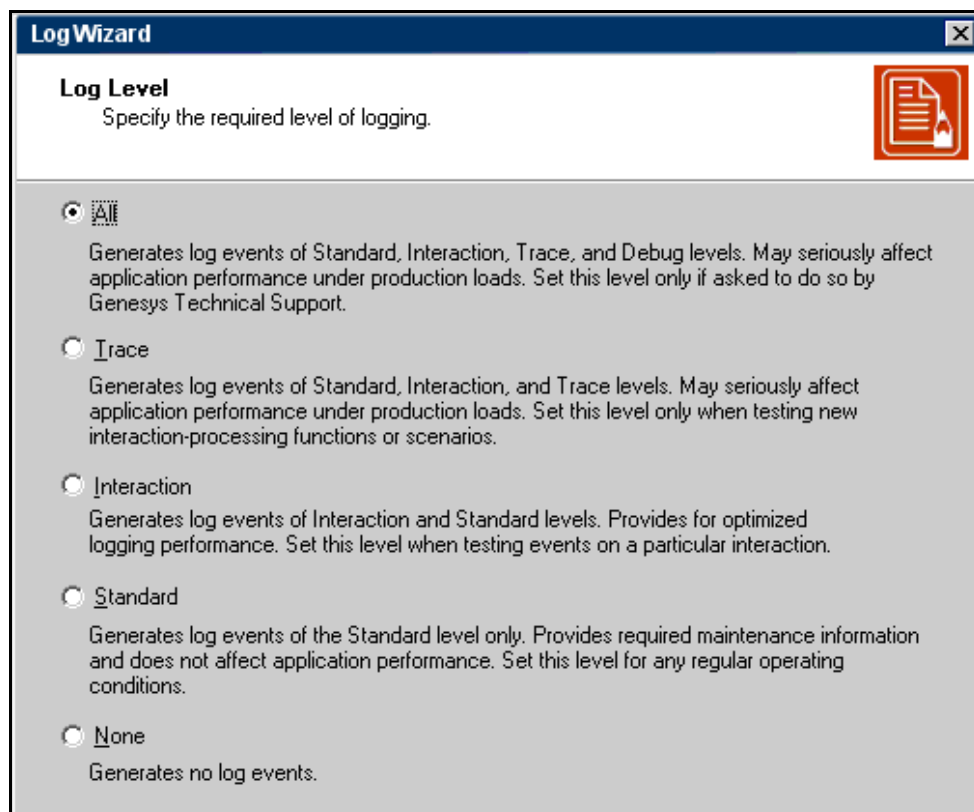 Log Wizard
Log Level
Specify the required level of logging.
All
Generates log events of Standard, Interaction, Trace, and Debug levels. May seriously affect
application performance under production loads. Set this level only if asked to do so by
Genesys Technical Support.
Trace
Generates log events of Standard, Interaction, and Trace levels. May seriously affect
application performance under production loads. Set this level only when testing new
interaction-processing functions or scenarios.
Interaction
Generates log events of Interaction and Standard levels. Provides for optimized
logging performance. Set this level when testing events on a particular interaction.
Standard
Generates log events of the Standard level only. Provides required maintenance information
and does not affect application performance. Set this level for any regular operating
conditions.
None
Generates no log events.